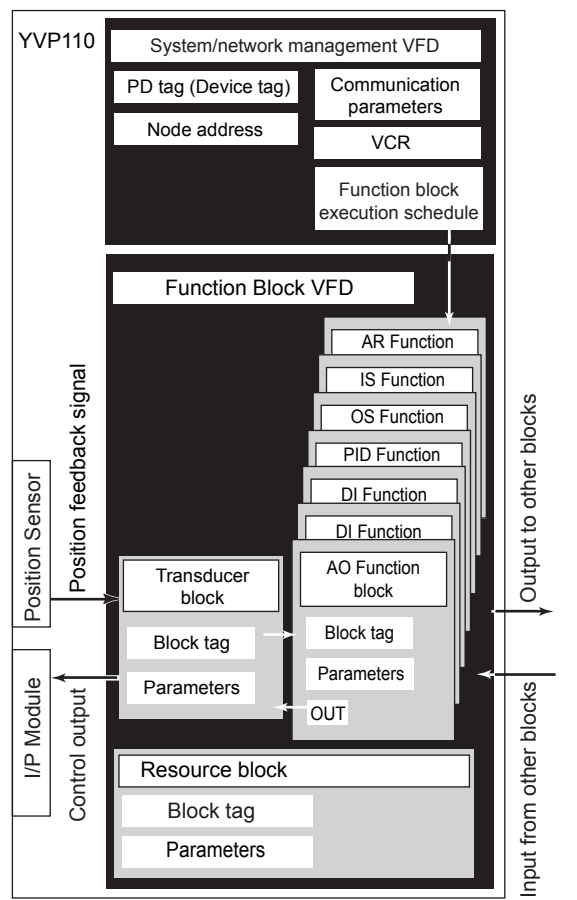 YVP110
System/network management VFD
PD tag (Device tag)
Node address
Communication
parameters
VCR
Function block
execution schedule
Function Block VFD
AR Function
IS Function
OS Function
PID Function
DI Function
DI Function
AO Function
block
Block tag
Parameters
OUT
Transducer
block
Block tag
Parameters
Position Sensor
Position feedback signal
I/P Module
Control output
Output to other blocks
Input from other blocks
Resource block
Block tag
Parameters